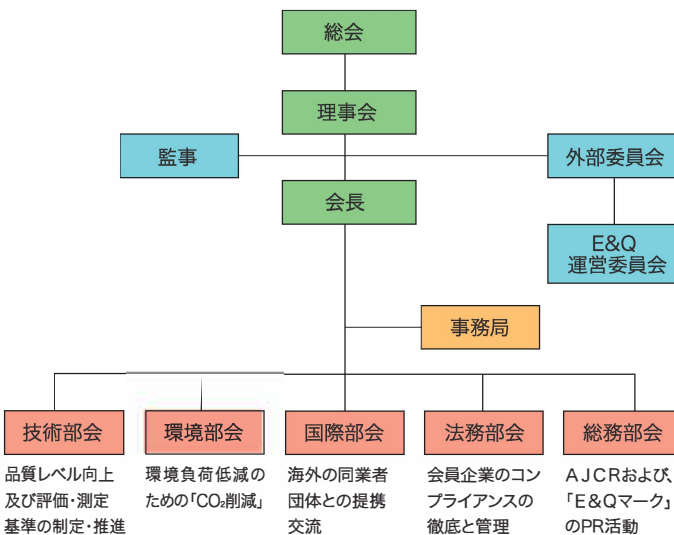 総会
理事会
監事
外部委員会
会長
E&Q
運営委員会
事務局
技術部会
環境部会
国際部会
法務部会
総務部会
品質レベル向上
及び評価・測定
基準の制定・推進
環境負荷低減の
ための「CO₂削減」
海外の同業者
団体との提携
交流
会員企業のコン
プライアンスの
徹底と管理
AJCRおよび、
「E&Qマーク」
のPR活動